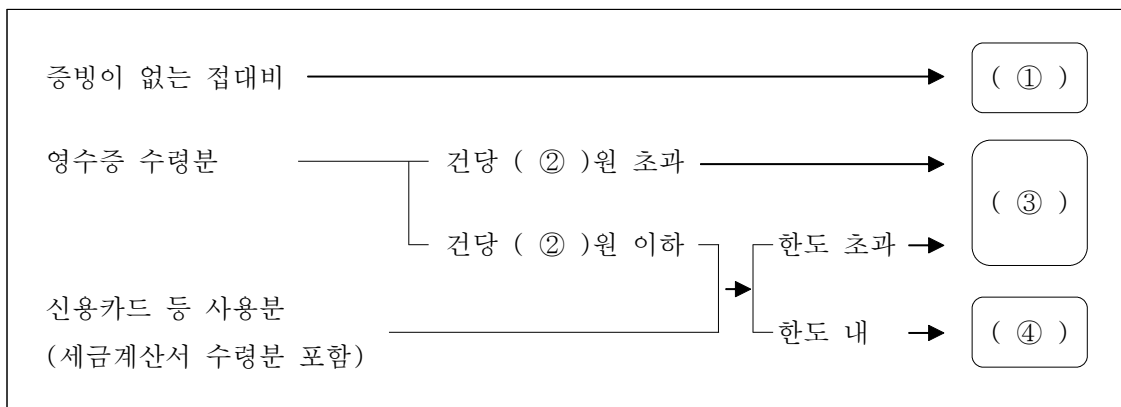 증빙이 없는 접대비
( ① )
영수증 수령분
건당 ( ② )원 초과
( ③ )
건당 ( ② )원 이하
한도 초과
신용카드 등 사용분
(세금계산서 수령분 포함)
한도 내
( ④ )